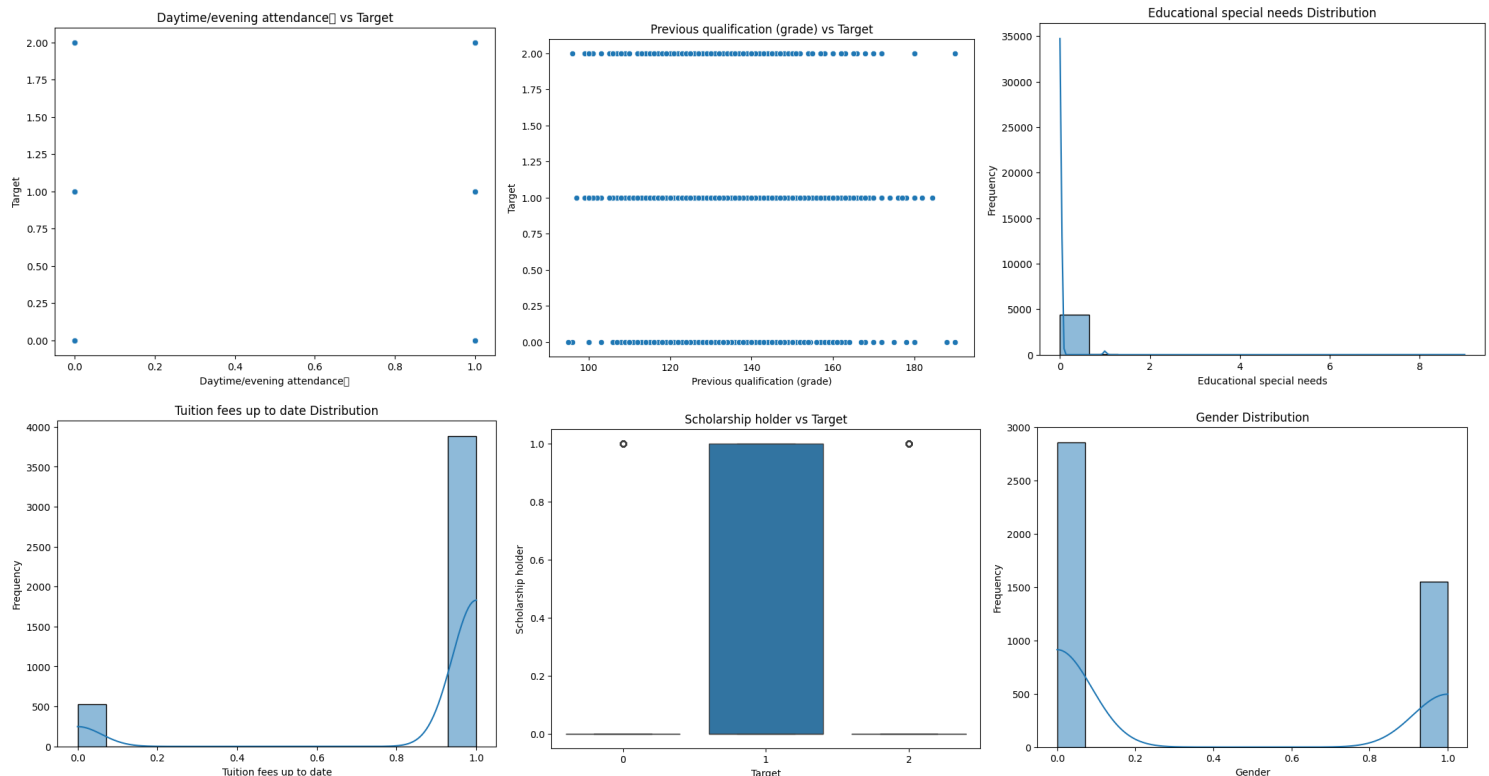 Daytime/evening attendance▯ vs Target
2.00
1.75
1.50
1.25
1.00
0.75
0.50
0.25
0.00
Target
0.0 0.2 0.4 0.6 0.8 1.0
Daytime/evening attendance▯
Previous qualification (grade) vs Target
2.00
1.75
1.50
1.25
1.00
0.75
0.50
0.25
0.00
Target
100 120 140 160 180
Previous qualification (grade)
Educational special needs Distribution
35000
30000
25000
20000
15000
10000
5000
0
Frequency
0 2 4 6 8
Educational special needs
Tuition fees up to date Distribution
4000
3500
3000
2500
2000
1500
1000
500
0
Frequency
0.0 0.2 0.4 0.6 0.8 1.0
Tuition fees up to date
Scholarship holder vs Target
1.0
0.8
0.6
0.4
0.2
0.0
Scholarship holder
0 1 2
Target
Gender Distribution
3000
2500
2000
1500
1000
500
0
Frequency
0.0 0.2 0.4 0.6 0.8 1.0
Gender